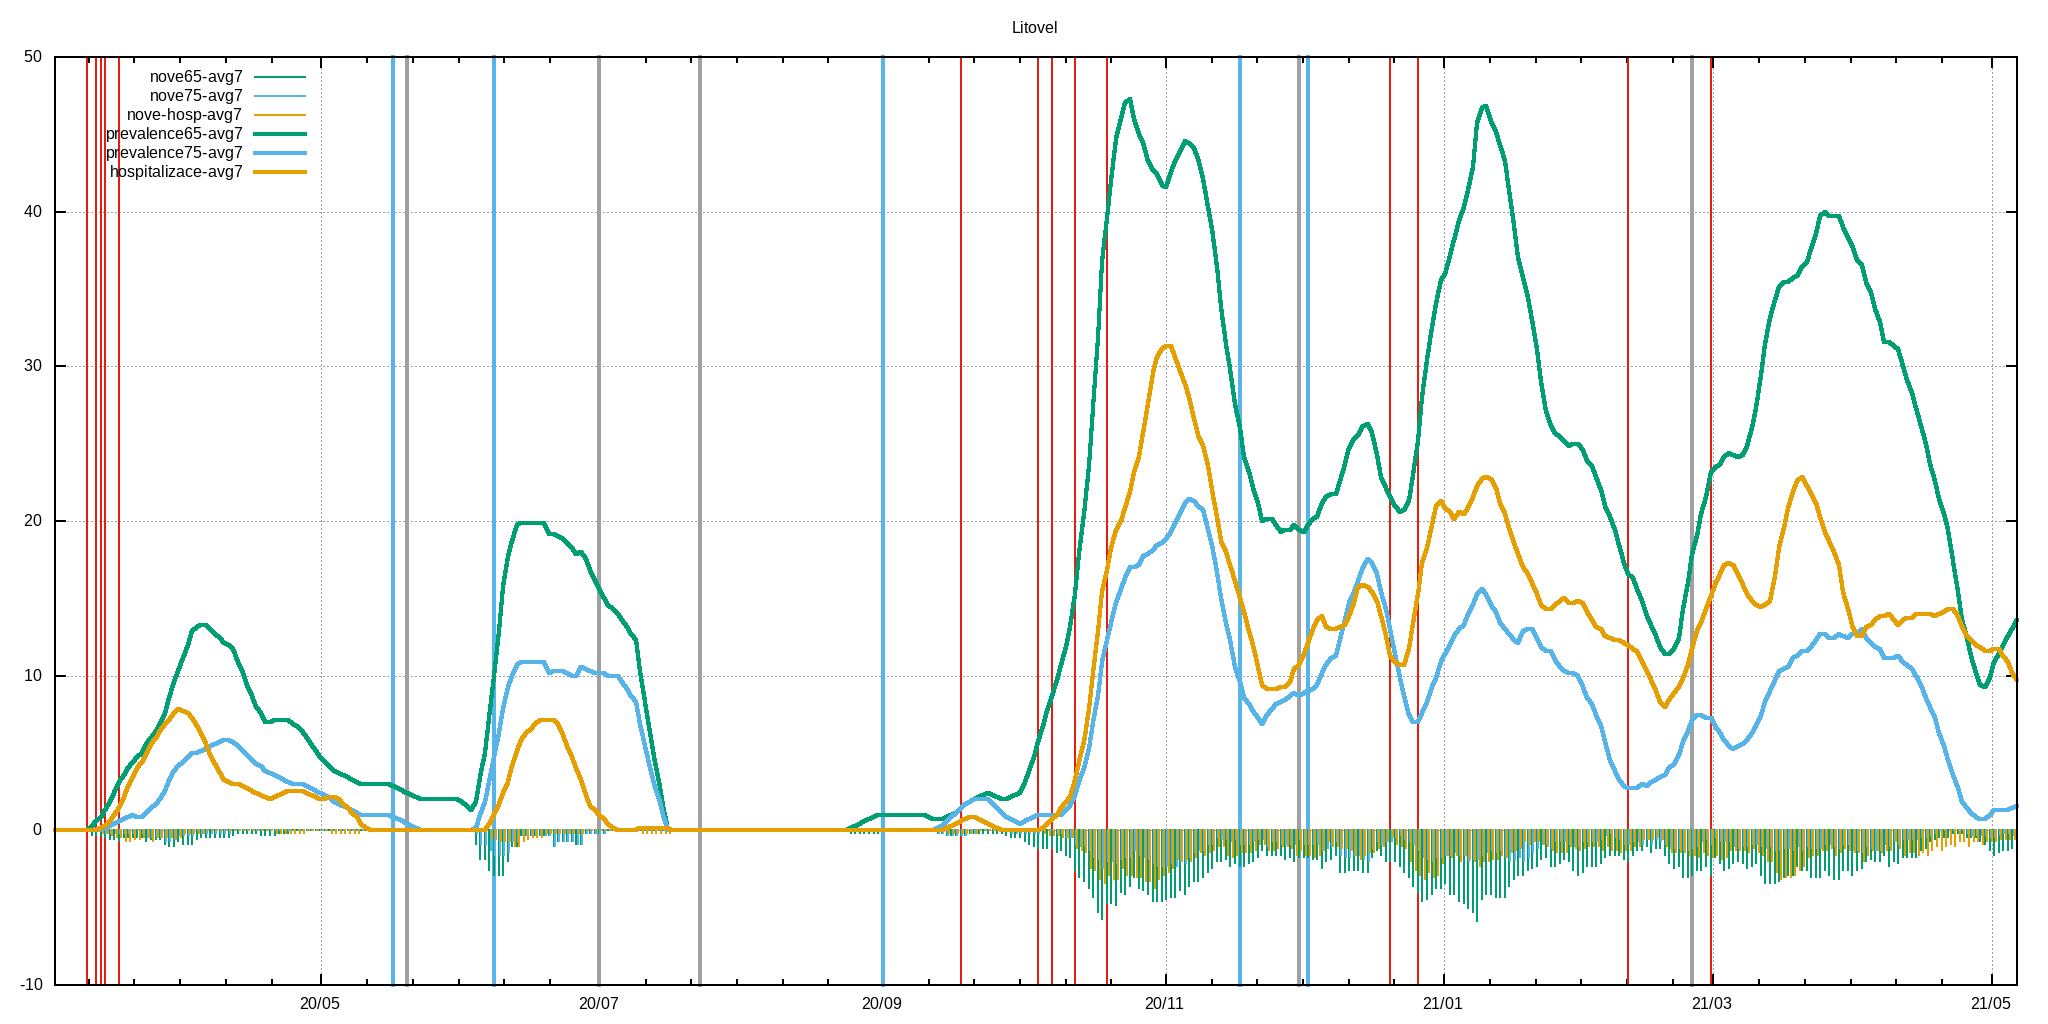 Litovel
50
nove65-avg7
nove75-avg7
nove-hosp-avg7
prevalence65-avg7
prevalence75-avg7
hospitalizace-avg7
40
30
20
10
0
-10
20/05 20/07 20/09 20/11 21/01 21/03 21/05